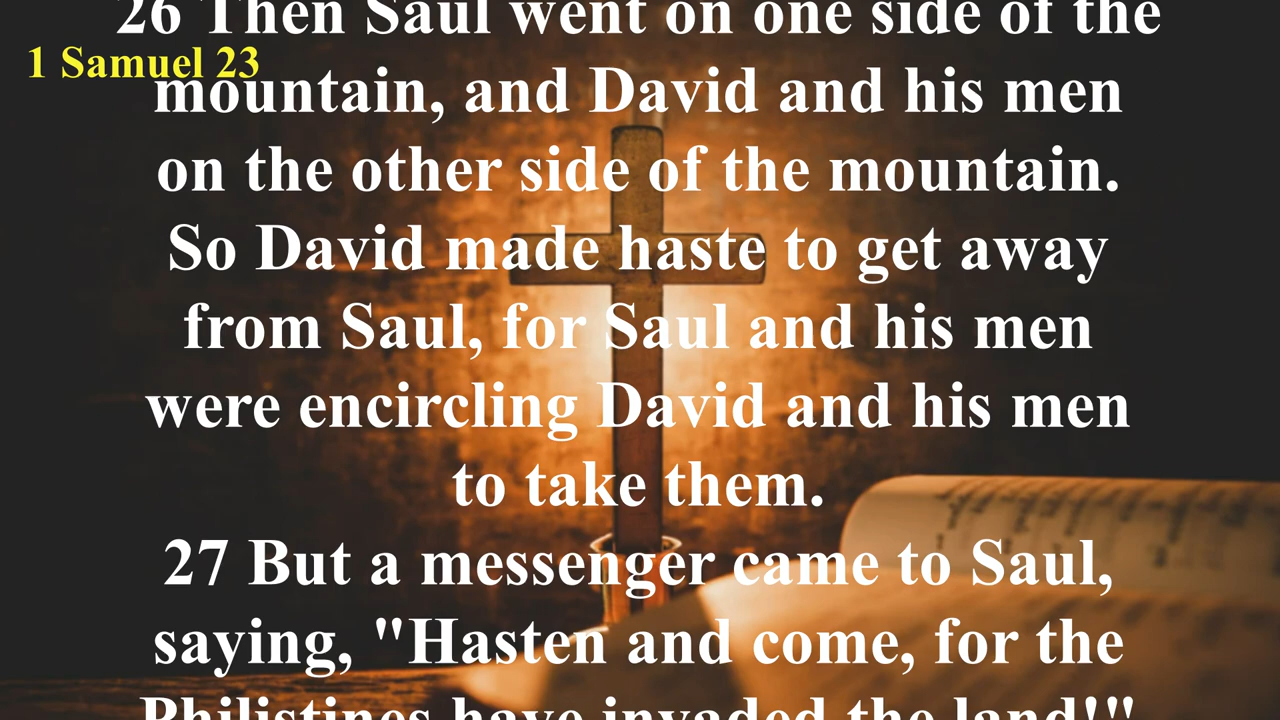 26 Then Saul went on one side of the
1 Samuel 23
mountain, and David and his men
on the other side of the mountain.
So David made haste to get away
from Saul, for Saul and his men
were encircling David and his men
to take them.
27 But a messenger came to Saul,
saying, "Hasten and come, for the
Philistines have invaded the land!"